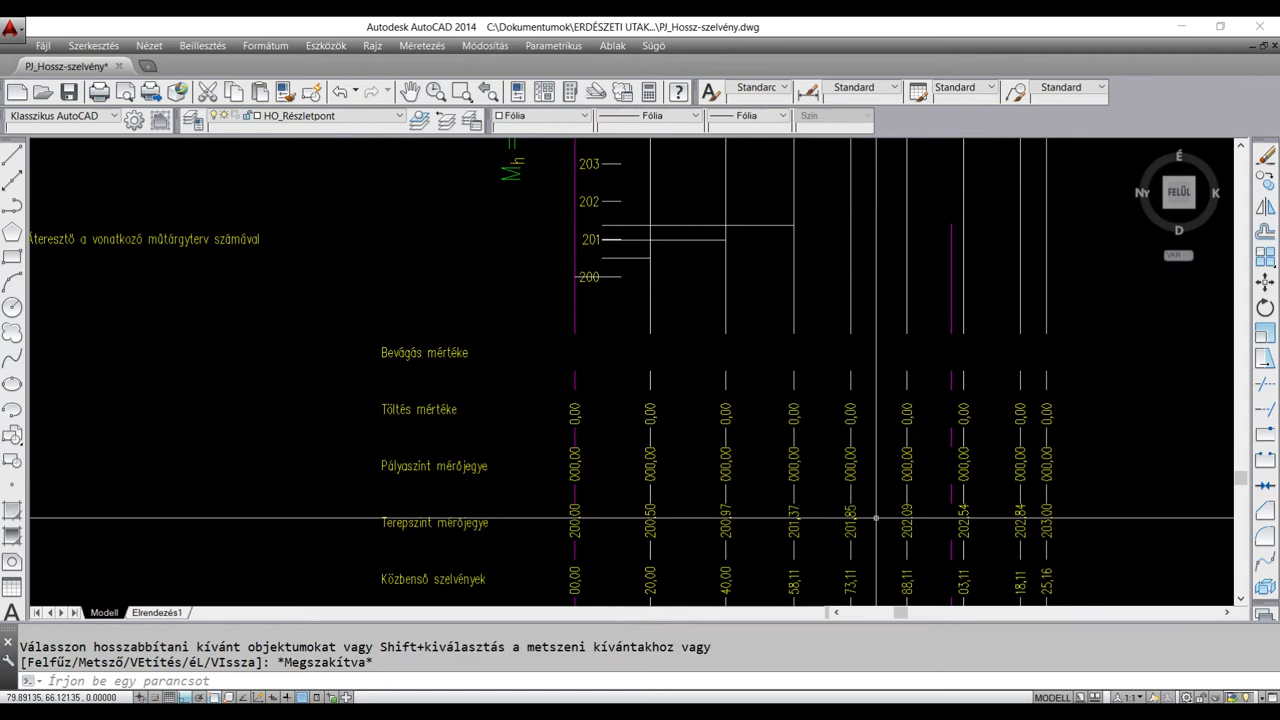 Autodesk AutoCAD 2014 C:\Dokumentumok\ERDÉSZETI UTAK...\PJ_Hossz-szelvény.dwg
Fájl Szerkesztés Nézet Beillesztés Formátum Eszközök Rajz Méretezés Módosítás Parametrikus Ablak Súgó
PJ_Hossz-szelvény*
Standarc Standard Standard Standard
Klasszikus AutoCAD HO_Részletpont Fólia Fólia Fólia Szín
Mh =
203
202
201
200
É
NY FELÜL K
D
VKR
Áteresztő a vonatkozó műtárgyterv számával
Bevágás mértéke
Töltés mértéke 0,00 0,00 0,00 0,00 0,00 0,00 0,00 0,00 0,00
Pályaszint mérőjegye 000,00 000,00 000,00 000,00 000,00 000,00 000,00 000,00 000,00
Terepszint mérőjegye 200,00 200,50 200,97 201,37 201,85 202,09 202,54 202,84 203,00
Közbenső szelvények 00,00 20,00 40,00 58,11 73,11 88,11 03,11 18,11 25,16
Modell Elrendezés1
Válasszon hosszabbítani kívánt objektumokat vagy Shift+kiválasztás a metszeni kívántakhoz vagy
[Felfűz/Metsző/VEtítés/éL/VIssza]: *Megszakítva*
Írjon be egy parancsot
79.89135, 66.12135, 0.00000 MODELL 1:1